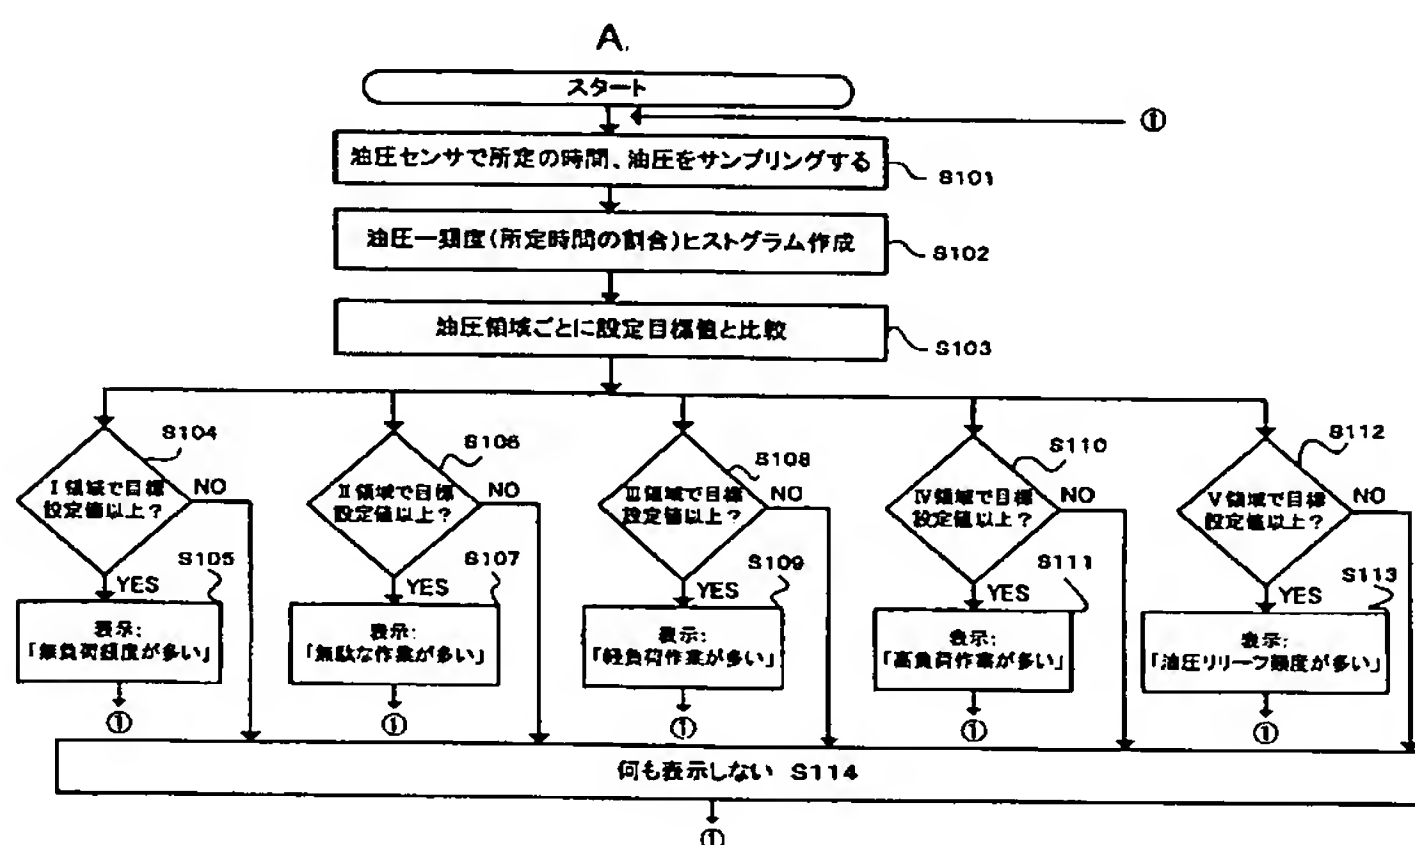 A.
スタート
①
油圧センサで所定の時間、油圧をサンプリングする
S101
油圧ー頻度(所定時間の割合)ヒストグラム作成
S102
油圧領域ごとに設定目標値と比較
S103
S104
Ⅰ領域で目標
設定値以上?
NO
YES
S105
表示:
「無負荷頻度が多い」
①
S106
Ⅱ領域で目標
設定値以上?
NO
YES
S107
表示:
「無駄な作業が多い」
①
S108
Ⅲ領域で目標
設定値以上?
NO
YES
S109
表示:
「軽負荷作業が多い」
①
S110
Ⅳ領域で目標
設定値以上?
NO
YES
S111
表示:
「高負荷作業が多い」
①
S112
Ⅴ領域で目標
設定値以上?
NO
YES
S113
表示:
「油圧リリーフ頻度が多い」
①
何も表示しない S114
①